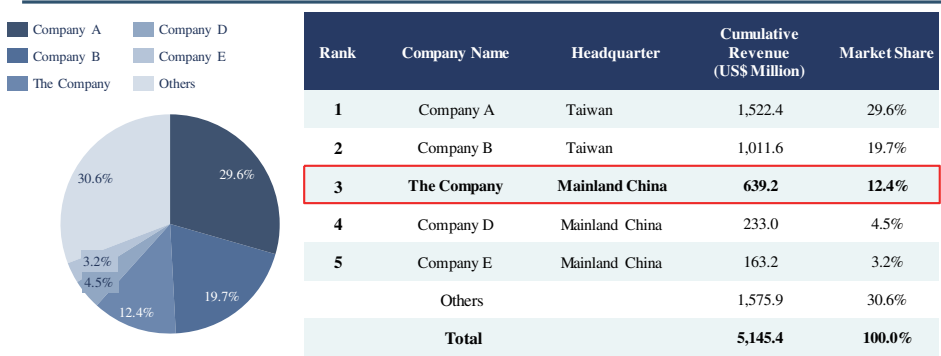 Company A
Company D
Company B
Company E
The Company
Others
30.6%
29.6%
3.2%
4.5%
12.4%
19.7%
Rank Company Name Headquarter Cumulative Revenue (US$ Million) Market Share
1 Company A Taiwan 1,522.4 29.6%
2 Company B Taiwan 1,011.6 19.7%
3 The Company Mainland China 639.2 12.4%
4 Company D Mainland China 233.0 4.5%
5 Company E Mainland China 163.2 3.2%
Others 1,575.9 30.6%
Total 5,145.4 100.0%